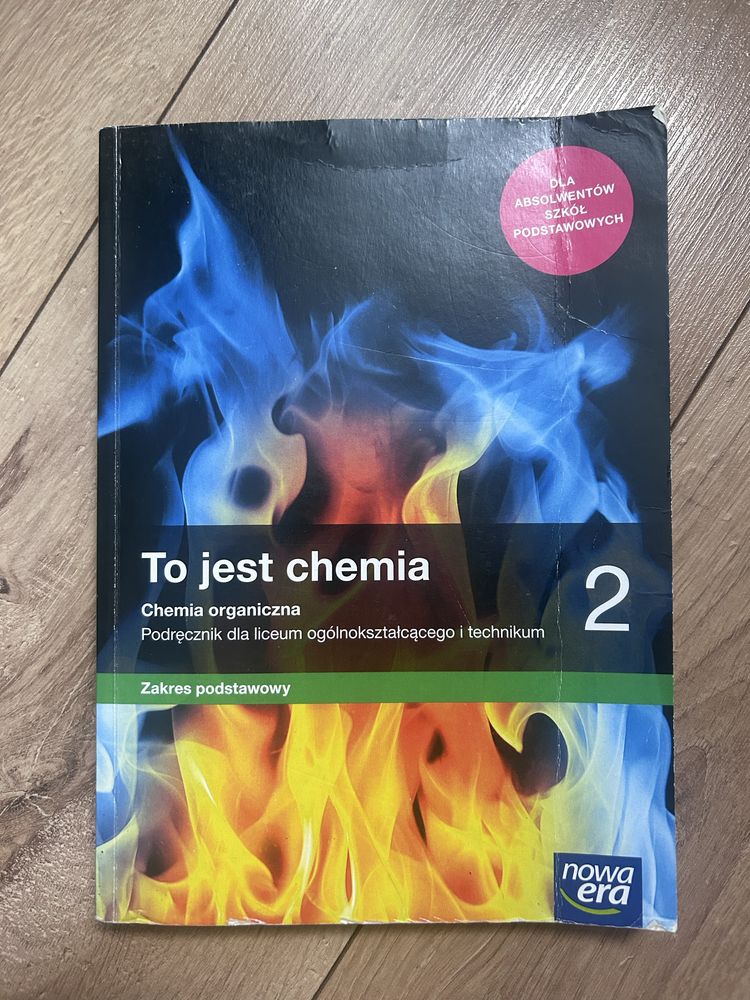 DLA
ABSOLWENTÓW
SZKÓŁ
PODSTAWOWYCH
To jest chemia
2
Chemia organiczna
Podręcznik dla liceum ogólnokształcącego i technikum
Zakres podstawowy
nowa
era